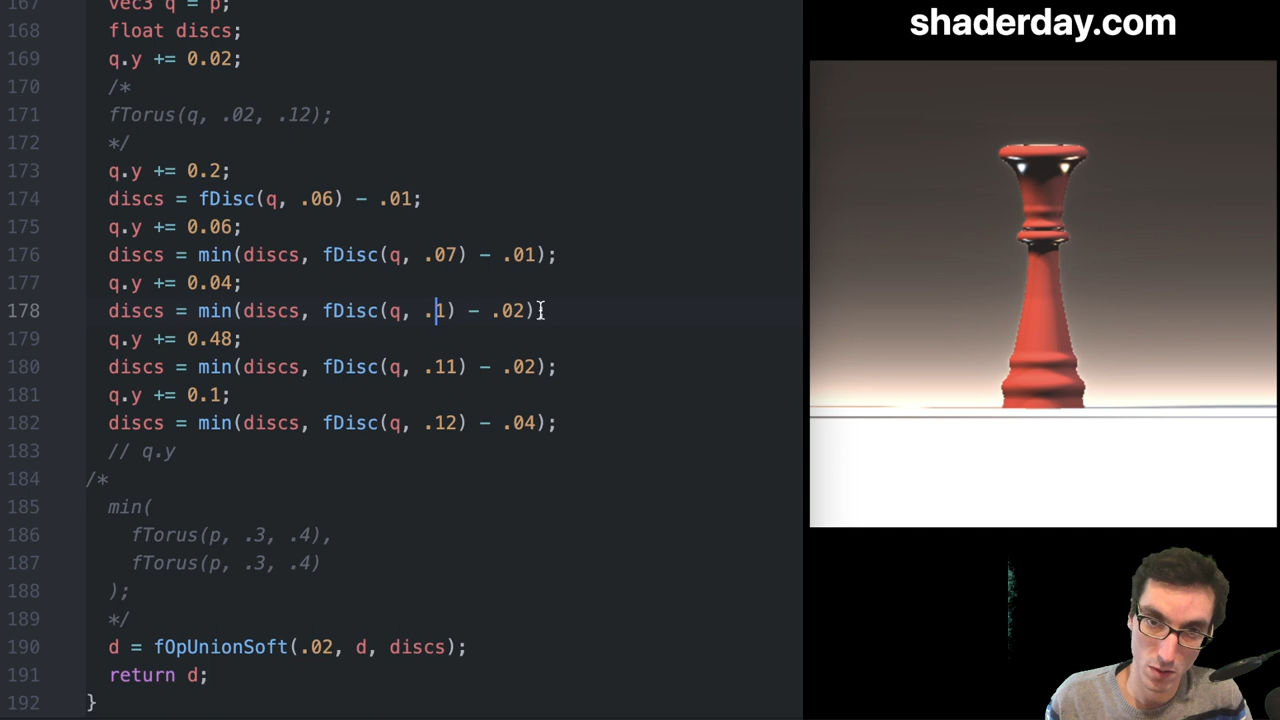 167 vec3 q = p;
168 float discs;
169 q.y += 0.02;
170 /*
171 fTorus(q, .02, .12);
172 */
173 q.y += 0.2;
174 discs = fDisc(q, .06) - .01;
175 q.y += 0.06;
176 discs = min(discs, fDisc(q, .07) - .01);
177 q.y += 0.04;
178 discs = min(discs, fDisc(q, .1) - .02);
179 q.y += 0.48;
180 discs = min(discs, fDisc(q, .11) - .02);
181 q.y += 0.1;
182 discs = min(discs, fDisc(q, .12) - .04);
183 // q.y
184 /*
185 min(
186 fTorus(p, .3, .4),
187 fTorus(p, .3, .4)
188 );
189 */
190 d = fOpUnionSoft(.02, d, discs);
191 return d;
192 }
shaderday.com